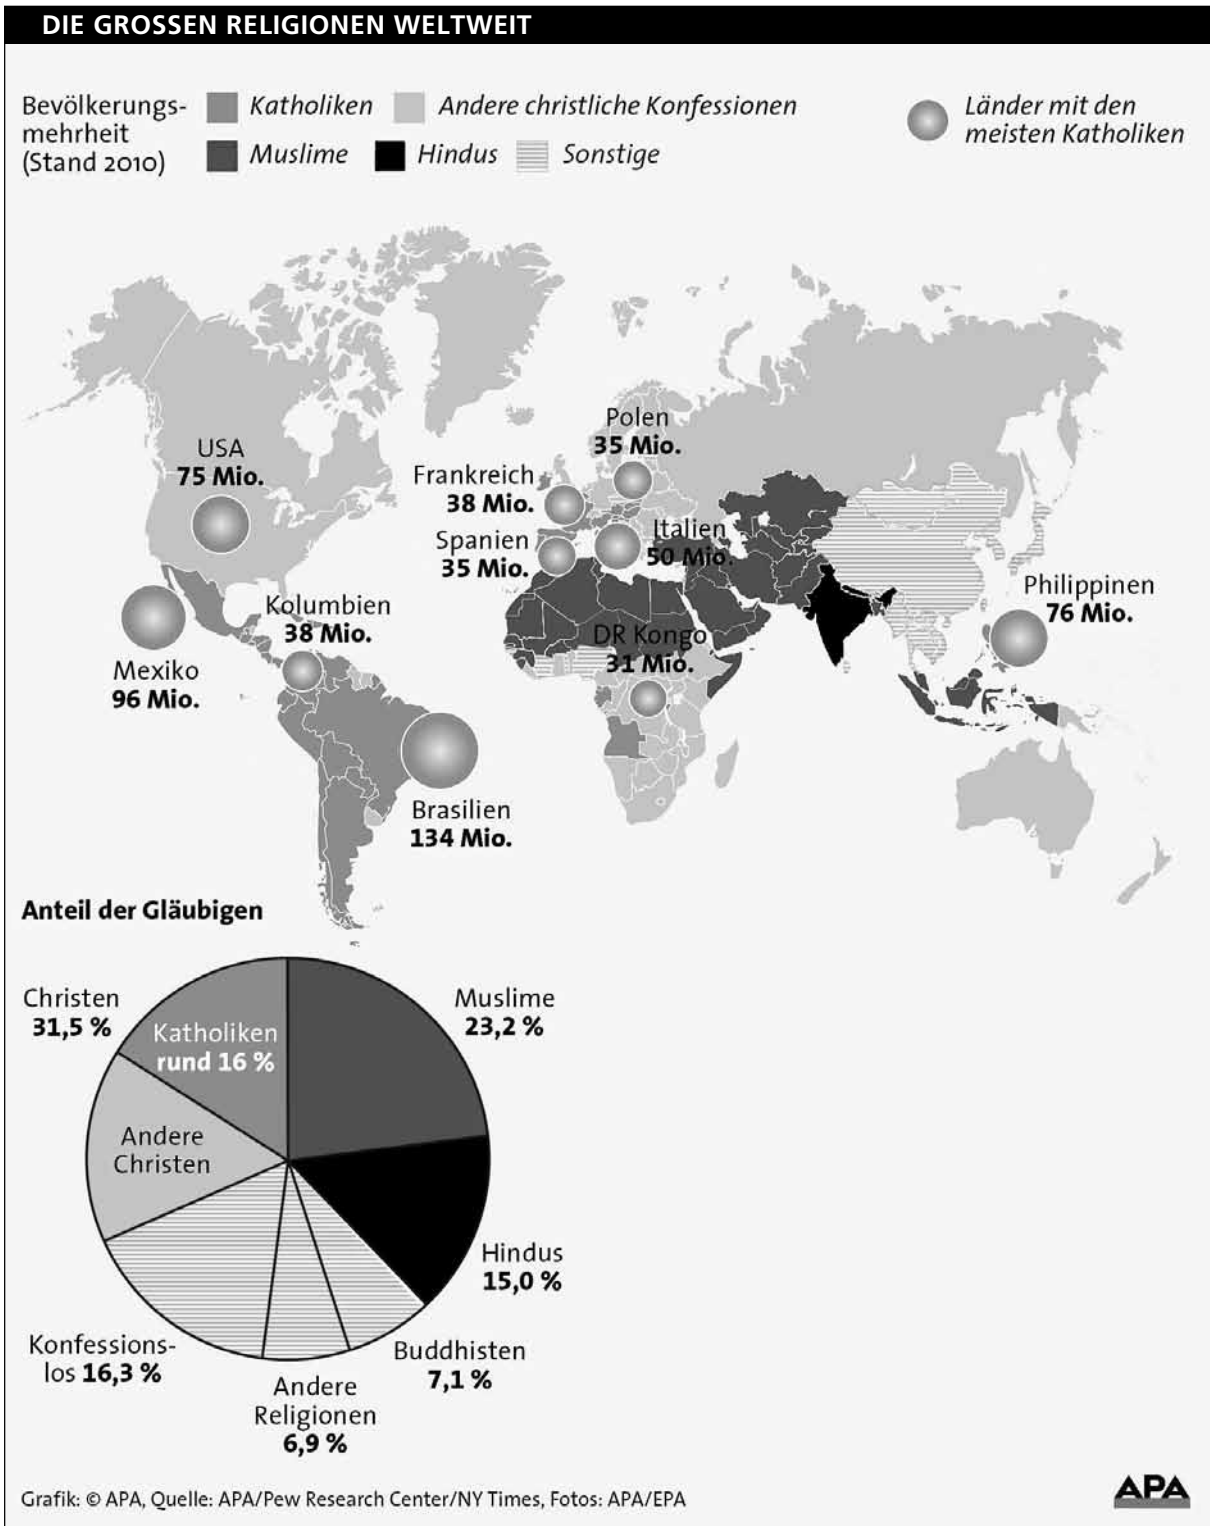 DIE GROSSEN RELIGIONEN WELTWEIT
Bevölkerungs-
mehrheit
(Stand 2010)
Katholiken
Andere christliche Konfessionen
Muslime
Hindus
Sonstige
Länder mit den
meisten Katholiken
USA
75 Mio.
Polen
35 Mio.
Frankreich
38 Mio.
Spanien
35 Mio.
Italien
50 Mio.
Philippinen
76 Mio.
Kolumbien
38 Mio.
DR Kongo
31 Mio.
Mexiko
96 Mio.
Brasilien
134 Mio.
Anteil der Gläubigen
Christen
31,5 %
Katholiken
rund 16 %
Muslime
23,2 %
Andere
Christen
Hindus
15,0 %
Konfessions-
los 16,3 %
Buddhisten
7,1 %
Andere
Religionen
6,9 %
Grafik: © APA, Quelle: APA/Pew Research Center/NY Times, Fotos: APA/EPA
APA